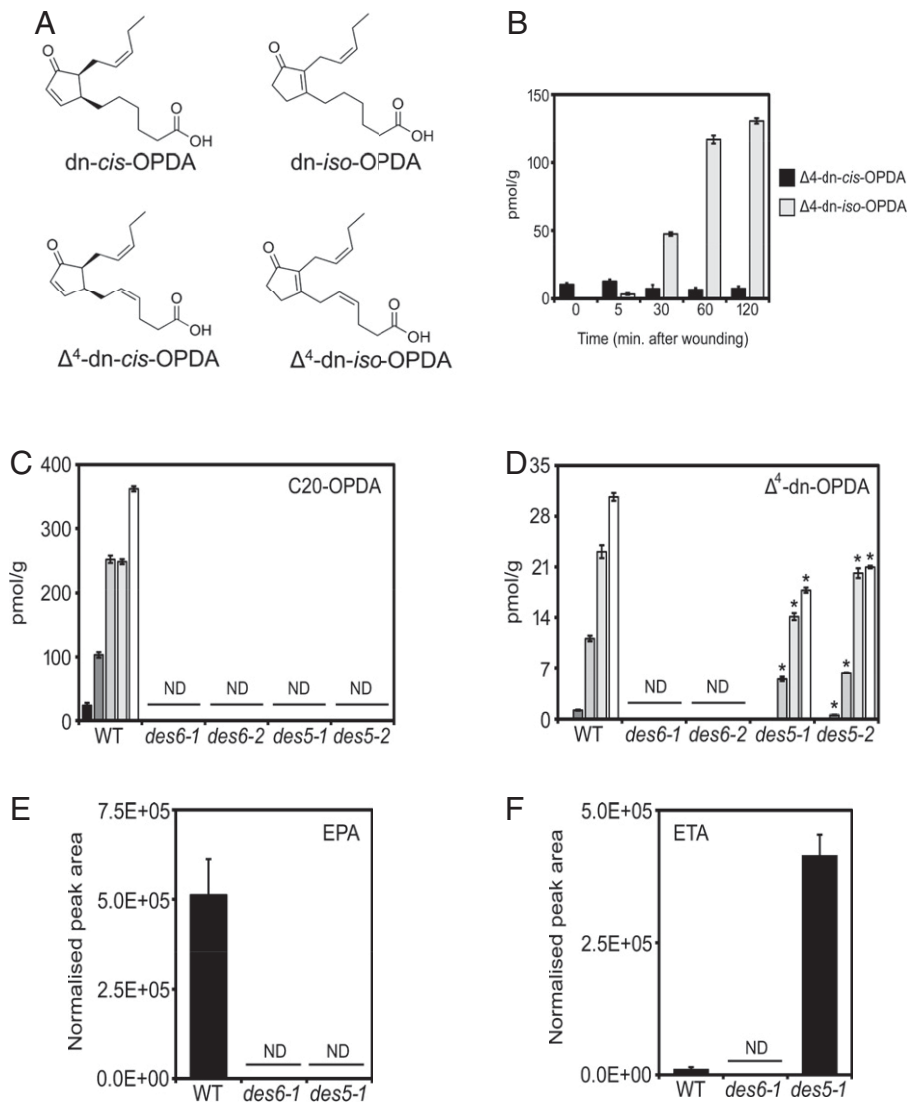 A
O
O
OH
dn-cis-OPDA
O
O
OH
dn-iso-OPDA
O
O
OH
Δ⁴-dn-cis-OPDA
O
O
OH
Δ⁴-dn-iso-OPDA
B
150
100
50
0
pmol/g
0 5 30 60 120
Time (min. after wounding)
Δ4-dn-cis-OPDA
Δ4-dn-iso-OPDA
C
400
300
200
100
0
pmol/g
C20-OPDA
ND ND ND ND
WT des6-1 des6-2 des5-1 des5-2
D
35
28
21
14
7
0
pmol/g
Δ⁴-dn-OPDA
* * * * * *
ND ND
WT des6-1 des6-2 des5-1 des5-2
E
7.5E+05
5.0E+05
2.5E+05
0.0E+00
Normalised peak area
EPA
ND ND
WT des6-1 des5-1
F
5.0E+05
2.5E+05
0.0E+00
Normalised peak area
ETA
ND
WT des6-1 des5-1